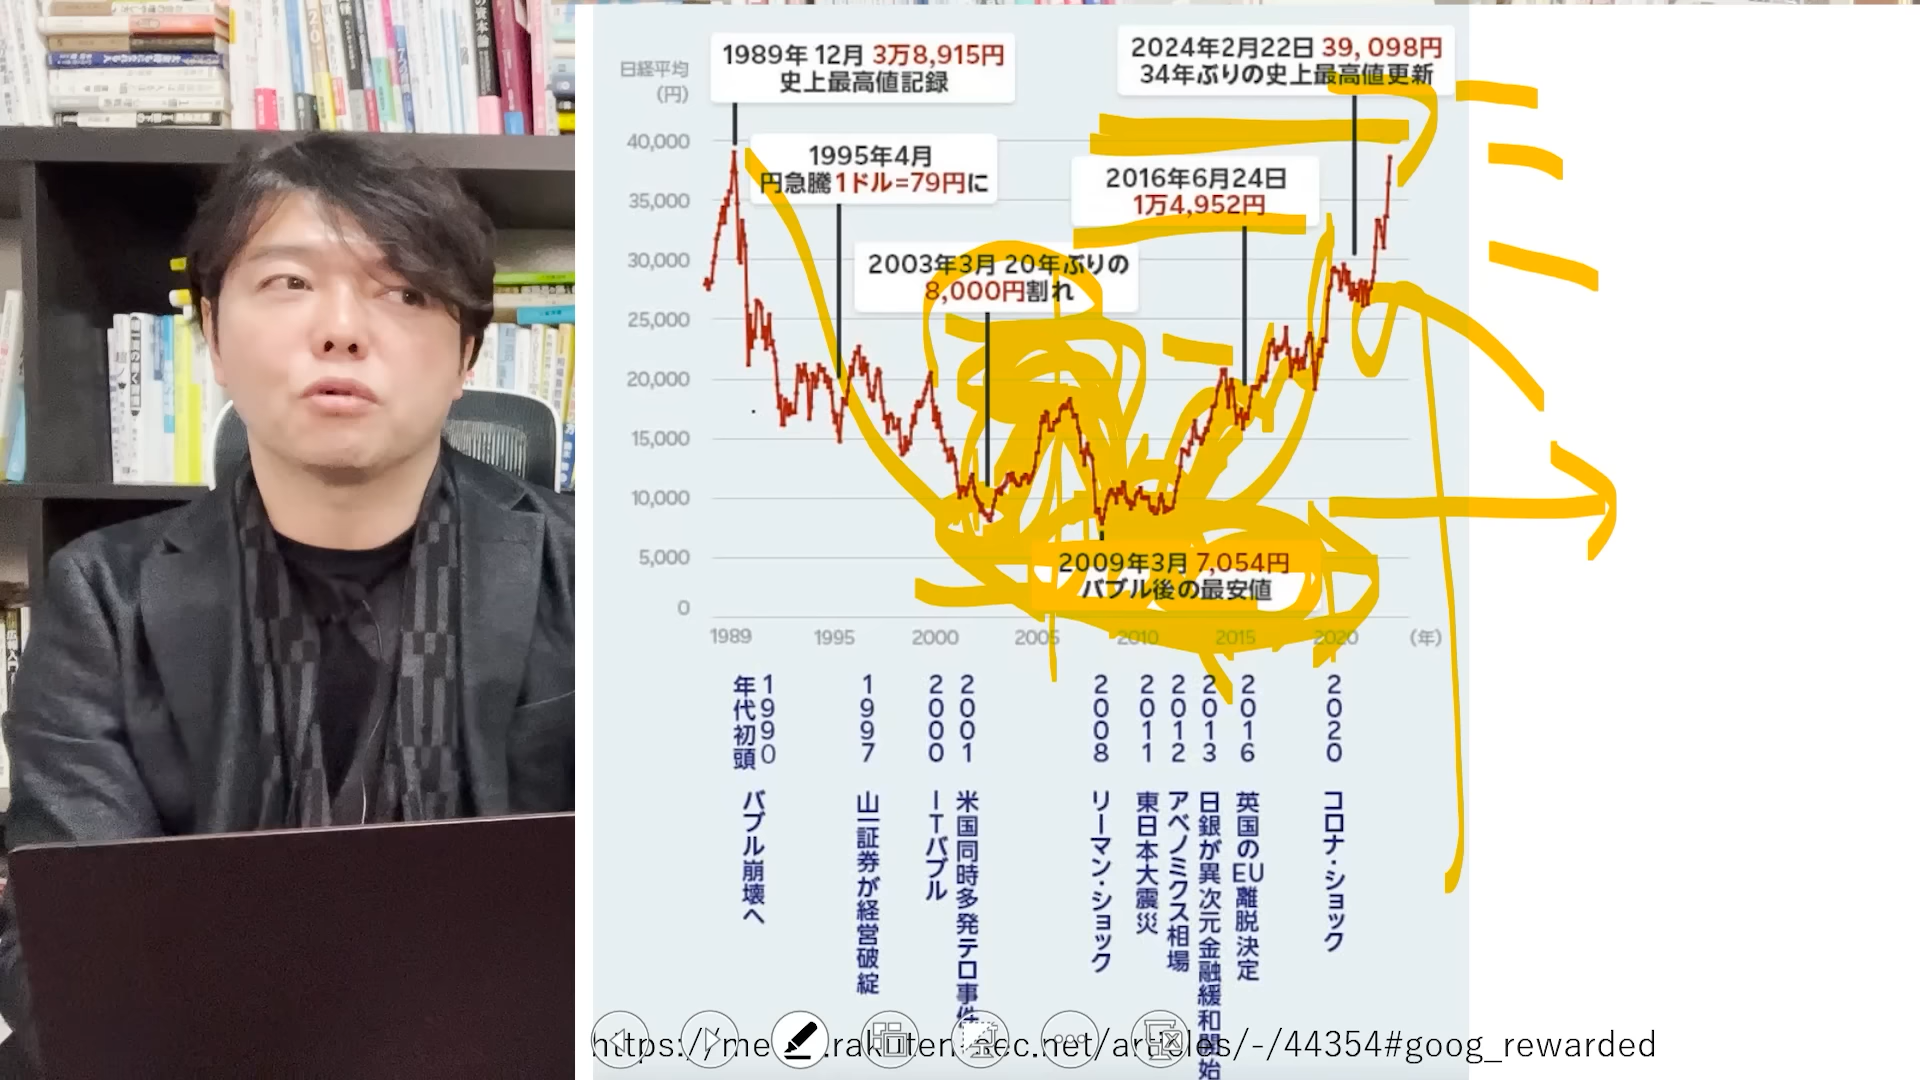 日経平均
(円)
1989年 12月 3万8,915円
史上最高値記録
2024年2月22日 39, 098円
34年ぶりの史上最高値更新
1995年4月
円急騰1ドル=79円に
2016年6月24日
1万4,952円
2003年3月 20年ぶりの
8,000円割れ
2009年3月 7,054円
バブル後の最安値
40,000
35,000
30,000
25,000
20,000
15,000
10,000
5,000
0
1989
1995
2000
2005
2010
2015
2020
(年)
1990
年代初頭
バブル崩壊へ
1997
山一証券が経営破綻
2000
ITバブル
2001
米国同時多発テロ事件
2008
リーマン・ショック
2011
東日本大震災
2012
アベノミクス相場
2013
日銀が異次元金融緩和開始
2016
英国のEU離脱決定
2020
コロナ・ショック